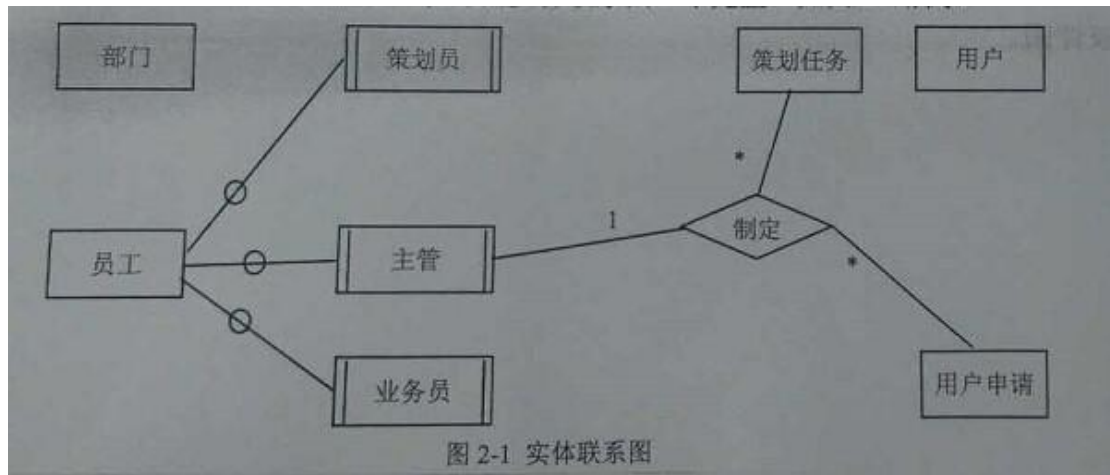 部门
策划员
策划任务
用户
*
1
制定
员工
主管
*
业务员
用户申请
图 2-1 实体联系图